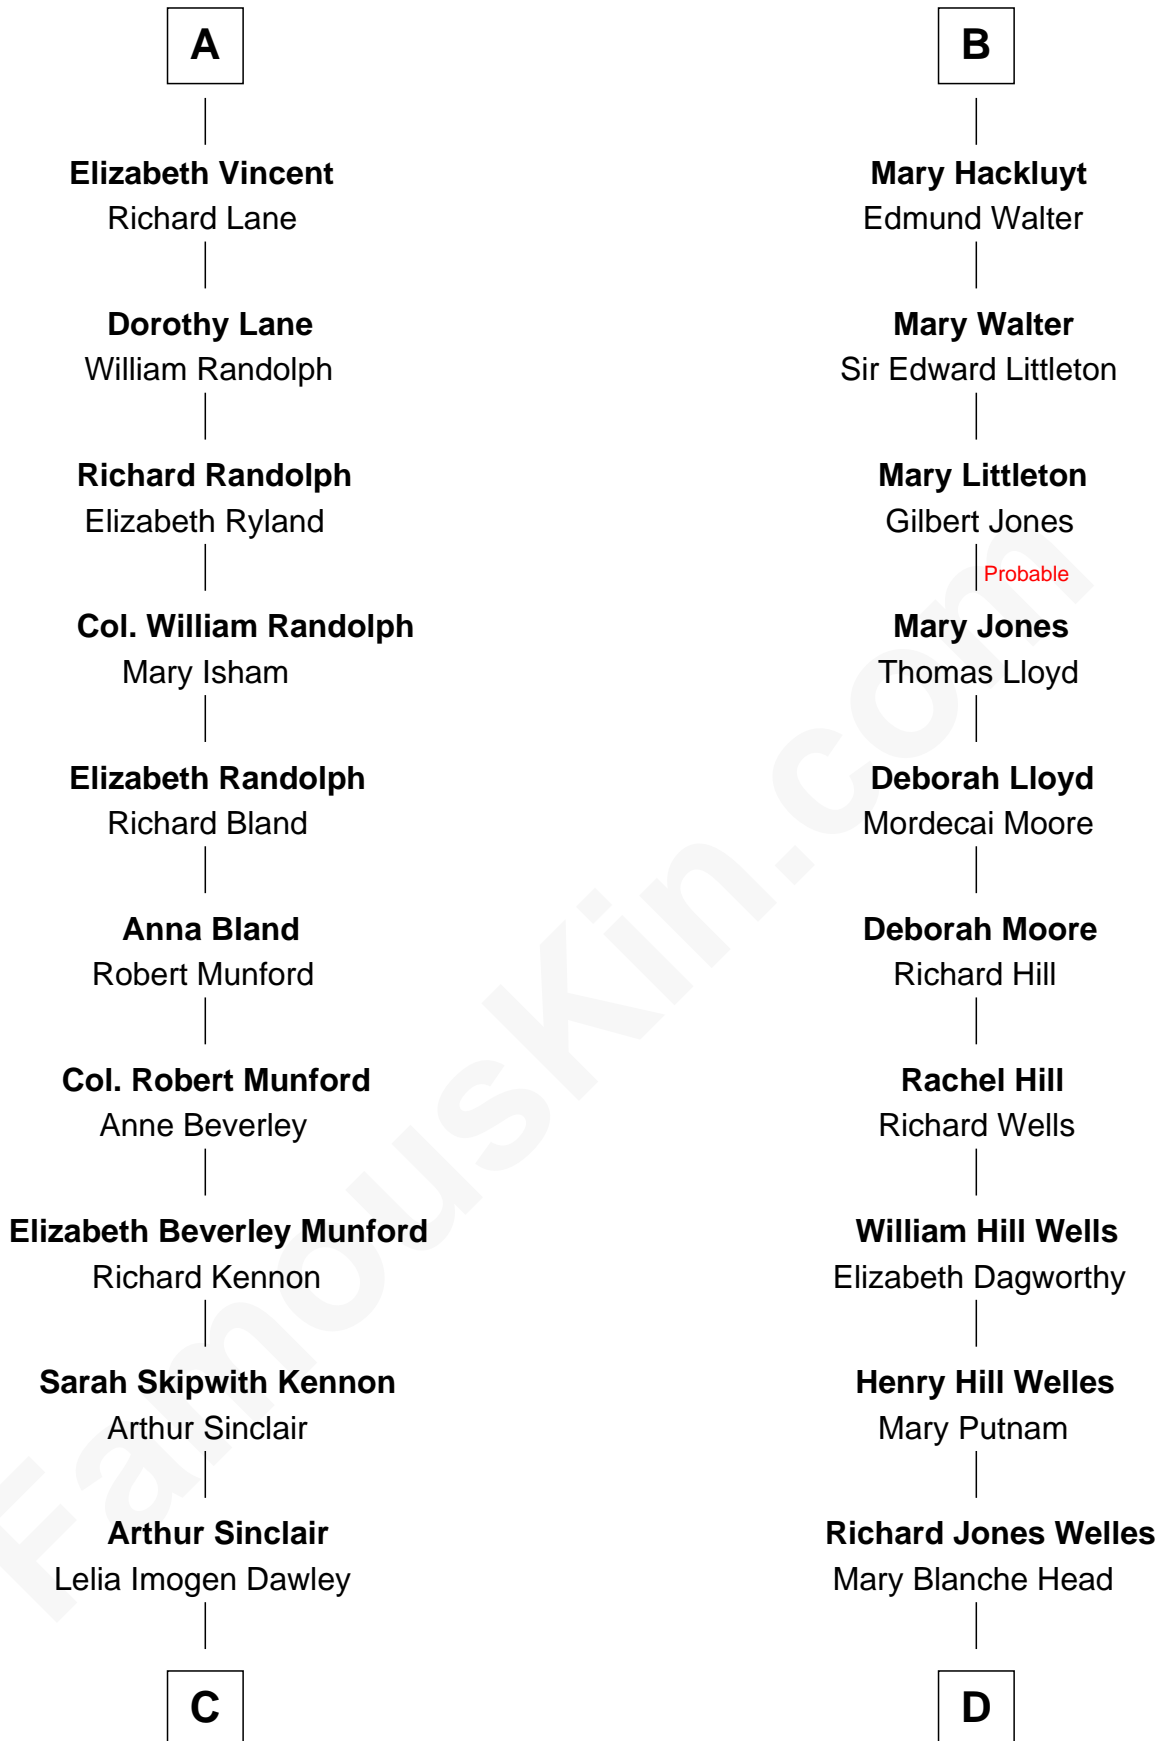 A
Elizabeth Vincent
Richard Lane
Dorothy Lane
William Randolph
Richard Randolph
Elizabeth Ryland
Col. William Randolph
Mary Isham
Elizabeth Randolph
Richard Bland
Anna Bland
Robert Munford
Col. Robert Munford
Anne Beverley
Elizabeth Beverley Munford
Richard Kennon
Sarah Skipwith Kennon
Arthur Sinclair
Arthur Sinclair
Lelia Imogen Dawley
C
B
Mary Hackluyt
Edmund Walter
Mary Walter
Sir Edward Littleton
Mary Littleton
Gilbert Jones
Probable
Mary Jones
Thomas Lloyd
Deborah Lloyd
Mordecai Moore
Deborah Moore
Richard Hill
Rachel Hill
Richard Wells
William Hill Wells
Elizabeth Dagworthy
Henry Hill Welles
Mary Putnam
Richard Jones Welles
Mary Blanche Head
D
FamousKin.com